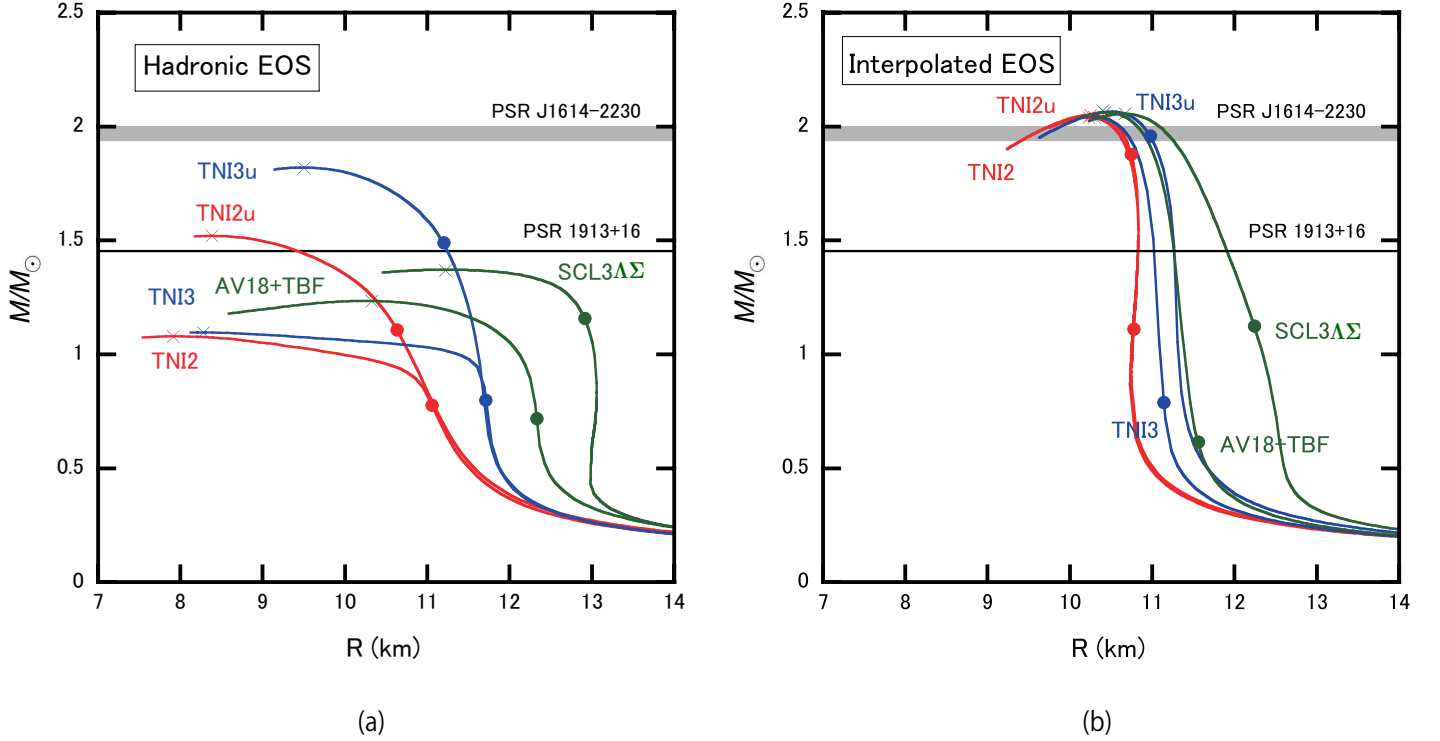 2.5
2
1.5
1
0.5
0
M/M☉
Hadronic EOS
PSR J1614−2230
TNI3u
TNI2u
PSR 1913+16
SCL3ΛΣ
AV18+TBF
TNI3
TNI2
7 8 9 10 11 12 13 14
R (km)
(a)
2.5
2
1.5
1
0.5
0
M/M☉
Interpolated EOS
TNI2u
TNI3u
PSR J1614−2230
TNI2
PSR 1913+16
SCL3ΛΣ
TNI3
AV18+TBF
7 8 9 10 11 12 13 14
R (km)
(b)